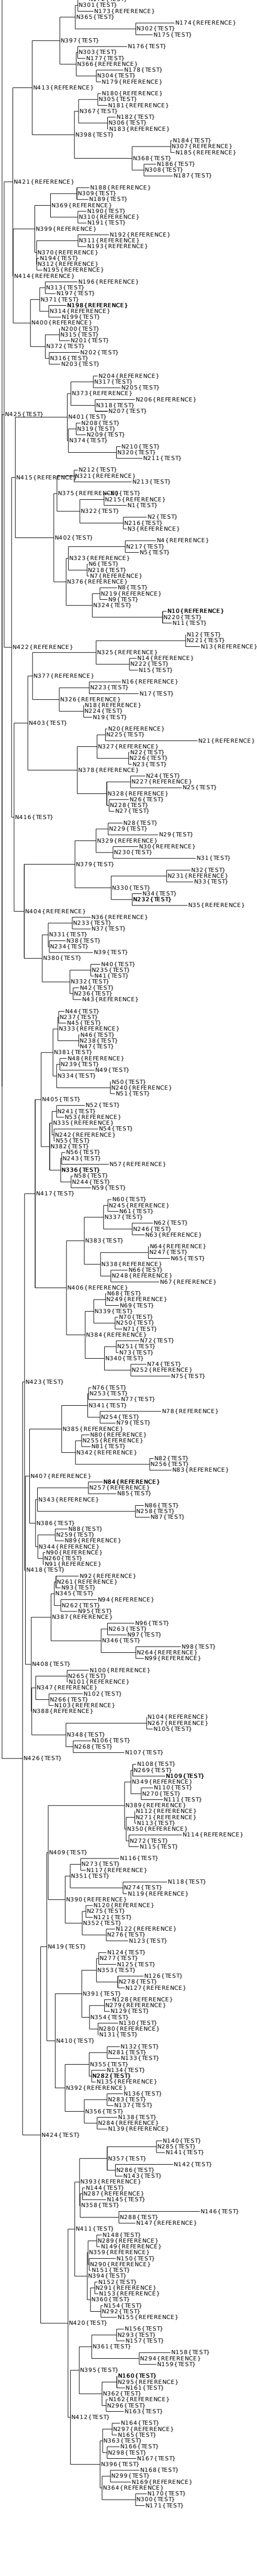 N301{TEST}
N173{TEST}
N365{TEST}
N174{REFERENCE}
N302{TEST}
N175{TEST}
N397{TEST}
N176{TEST}
N303{TEST}
N177{TEST}
N366{REFERENCE}
N178{TEST}
N304{TEST}
N179{REFERENCE}
N413{REFERENCE}
N180{REFERENCE}
N305{TEST}
N181{REFERENCE}
N367{TEST}
N182{TEST}
N306{TEST}
N183{REFERENCE}
N398{TEST}
N184{TEST}
N307{REFERENCE}
N185{REFERENCE}
N368{TEST}
N186{TEST}
N308{TEST}
N187{TEST}
N421{REFERENCE}
N188{REFERENCE}
N309{TEST}
N189{TEST}
N369{REFERENCE}
N190{TEST}
N310{REFERENCE}
N191{TEST}
N399{TEST}
N192{REFERENCE}
N311{TEST}
N193{TEST}
N370{REFERENCE}
N194{TEST}
N312{REFERENCE}
N195{REFERENCE}
N414{TEST}
N196{REFERENCE}
N313{TEST}
N197{TEST}
N371{TEST}
N198{REFERENCE}
N314{REFERENCE}
N199{TEST}
N400{REFERENCE}
N200{TEST}
N315{TEST}
N201{TEST}
N372{TEST}
N202{TEST}
N316{TEST}
N203{TEST}
N204{REFERENCE}
N317{TEST}
N205{TEST}
N373{TEST}
N206{REFERENCE}
N318{TEST}
N207{TEST}
N425{TEST}
N401{TEST}
N208{TEST}
N319{TEST}
N209{TEST}
N374{TEST}
N210{TEST}
N320{TEST}
N211{TEST}
N212{TEST}
N321{REFERENCE}
N415{TEST}
N213{TEST}
N375{TEST}
N215{REFERENCE}
N1{TEST}
N322{TEST}
N2{TEST}
N216{TEST}
N3{REFERENCE}
N402{TEST}
N4{REFERENCE}
N217{TEST}
N5{TEST}
N323{REFERENCE}
N6{TEST}
N218{TEST}
N7{REFERENCE}
N376{TEST}
N8{TEST}
N219{REFERENCE}
N9{TEST}
N324{TEST}
N10{REFERENCE}
N220{TEST}
N11{TEST}
N12{TEST}
N221{TEST}
N13{REFERENCE}
N422{TEST}
N325{TEST}
N14{REFERENCE}
N222{TEST}
N15{TEST}
N377{TEST}
N16{REFERENCE}
N223{TEST}
N17{TEST}
N326{TEST}
N18{REFERENCE}
N224{TEST}
N19{TEST}
N403{TEST}
N20{REFERENCE}
N225{TEST}
N21{REFERENCE}
N327{TEST}
N22{TEST}
N226{TEST}
N23{TEST}
N378{TEST}
N24{TEST}
N227{REFERENCE}
N25{TEST}
N328{REFERENCE}
N26{TEST}
N228{TEST}
N27{TEST}
N416{TEST}
N28{TEST}
N229{TEST}
N29{TEST}
N329{REFERENCE}
N30{REFERENCE}
N230{TEST}
N31{TEST}
N379{TEST}
N32{TEST}
N231{REFERENCE}
N33{TEST}
N330{TEST}
N34{TEST}
N232{TEST}
N35{REFERENCE}
N404{REFERENCE}
N36{REFERENCE}
N233{TEST}
N37{TEST}
N331{TEST}
N38{TEST}
N234{TEST}
N39{TEST}
N380{TEST}
N40{TEST}
N235{TEST}
N41{TEST}
N332{TEST}
N42{TEST}
N236{TEST}
N43{REFERENCE}
N44{TEST}
N237{TEST}
N45{TEST}
N333{REFERENCE}
N46{TEST}
N238{TEST}
N47{TEST}
N381{TEST}
N48{REFERENCE}
N239{TEST}
N49{TEST}
N334{TEST}
N50{TEST}
N240{REFERENCE}
N51{TEST}
N405{TEST}
N52{TEST}
N241{TEST}
N53{REFERENCE}
N335{REFERENCE}
N54{TEST}
N242{REFERENCE}
N55{TEST}
N382{TEST}
N56{TEST}
N243{TEST}
N57{REFERENCE}
N336{TEST}
N58{TEST}
N244{TEST}
N59{TEST}
N417{TEST}
N60{TEST}
N245{REFERENCE}
N61{TEST}
N337{TEST}
N62{TEST}
N246{TEST}
N63{REFERENCE}
N383{TEST}
N64{REFERENCE}
N247{TEST}
N65{TEST}
N338{REFERENCE}
N66{TEST}
N248{REFERENCE}
N67{TEST}
N406{REFERENCE}
N68{TEST}
N249{REFERENCE}
N69{TEST}
N339{TEST}
N70{TEST}
N250{TEST}
N71{TEST}
N384{REFERENCE}
N72{TEST}
N251{TEST}
N73{TEST}
N340{TEST}
N74{TEST}
N252{REFERENCE}
N75{TEST}
N423{TEST}
N76{TEST}
N253{TEST}
N77{TEST}
N341{TEST}
N78{REFERENCE}
N254{TEST}
N79{TEST}
N385{TEST}
N80{TEST}
N255{REFERENCE}
N81{TEST}
N342{REFERENCE}
N82{TEST}
N256{TEST}
N83{REFERENCE}
N407{REFERENCE}
N84{REFERENCE}
N257{REFERENCE}
N85{TEST}
N343{REFERENCE}
N86{TEST}
N258{TEST}
N87{TEST}
N386{TEST}
N88{TEST}
N259{TEST}
N89{REFERENCE}
N344{REFERENCE}
N90{REFERENCE}
N260{TEST}
N91{REFERENCE}
N418{TEST}
N92{REFERENCE}
N261{REFERENCE}
N93{TEST}
N345{TEST}
N94{REFERENCE}
N262{TEST}
N95{TEST}
N387{TEST}
N96{TEST}
N263{TEST}
N97{TEST}
N346{TEST}
N98{TEST}
N264{REFERENCE}
N99{REFERENCE}
N408{TEST}
N100{REFERENCE}
N265{TEST}
N101{REFERENCE}
N347{REFERENCE}
N102{TEST}
N266{TEST}
N103{REFERENCE}
N388{REFERENCE}
N104{REFERENCE}
N267{REFERENCE}
N105{TEST}
N348{TEST}
N106{TEST}
N268{TEST}
N107{TEST}
N426{TEST}
N108{TEST}
N269{TEST}
N109{TEST}
N349{REFERENCE}
N110{TEST}
N270{TEST}
N111{TEST}
N389{REFERENCE}
N112{REFERENCE}
N271{REFERENCE}
N113{TEST}
N350{REFERENCE}
N114{REFERENCE}
N272{TEST}
N115{TEST}
N409{TEST}
N116{TEST}
N273{TEST}
N117{REFERENCE}
N351{TEST}
N118{TEST}
N274{TEST}
N119{REFERENCE}
N390{REFERENCE}
N120{REFERENCE}
N275{TEST}
N121{TEST}
N352{TEST}
N122{REFERENCE}
N276{TEST}
N123{TEST}
N419{TEST}
N124{TEST}
N277{TEST}
N125{TEST}
N353{TEST}
N126{TEST}
N278{TEST}
N127{REFERENCE}
N391{TEST}
N128{REFERENCE}
N279{REFERENCE}
N129{TEST}
N354{TEST}
N130{TEST}
N280{REFERENCE}
N131{TEST}
N410{TEST}
N132{TEST}
N281{TEST}
N133{TEST}
N355{TEST}
N134{TEST}
N282{TEST}
N135{REFERENCE}
N392{REFERENCE}
N136{TEST}
N283{TEST}
N137{TEST}
N356{TEST}
N138{TEST}
N284{REFERENCE}
N139{REFERENCE}
N424{TEST}
N140{TEST}
N285{TEST}
N141{TEST}
N357{TEST}
N142{TEST}
N286{TEST}
N143{TEST}
N393{REFERENCE}
N144{TEST}
N287{REFERENCE}
N145{TEST}
N358{TEST}
N146{TEST}
N288{TEST}
N147{REFERENCE}
N411{TEST}
N148{TEST}
N289{REFERENCE}
N149{REFERENCE}
N359{REFERENCE}
N150{TEST}
N290{REFERENCE}
N151{TEST}
N394{TEST}
N152{TEST}
N291{REFERENCE}
N153{REFERENCE}
N360{TEST}
N154{TEST}
N292{TEST}
N155{REFERENCE}
N420{TEST}
N156{TEST}
N293{TEST}
N157{TEST}
N361{TEST}
N158{TEST}
N294{REFERENCE}
N159{TEST}
N395{TEST}
N160{TEST}
N295{REFERENCE}
N161{TEST}
N362{TEST}
N162{REFERENCE}
N296{TEST}
N163{TEST}
N412{TEST}
N164{TEST}
N297{REFERENCE}
N165{TEST}
N363{TEST}
N166{TEST}
N298{TEST}
N167{TEST}
N396{TEST}
N168{TEST}
N299{TEST}
N169{REFERENCE}
N364{REFERENCE}
N170{TEST}
N300{TEST}
N171{TEST}